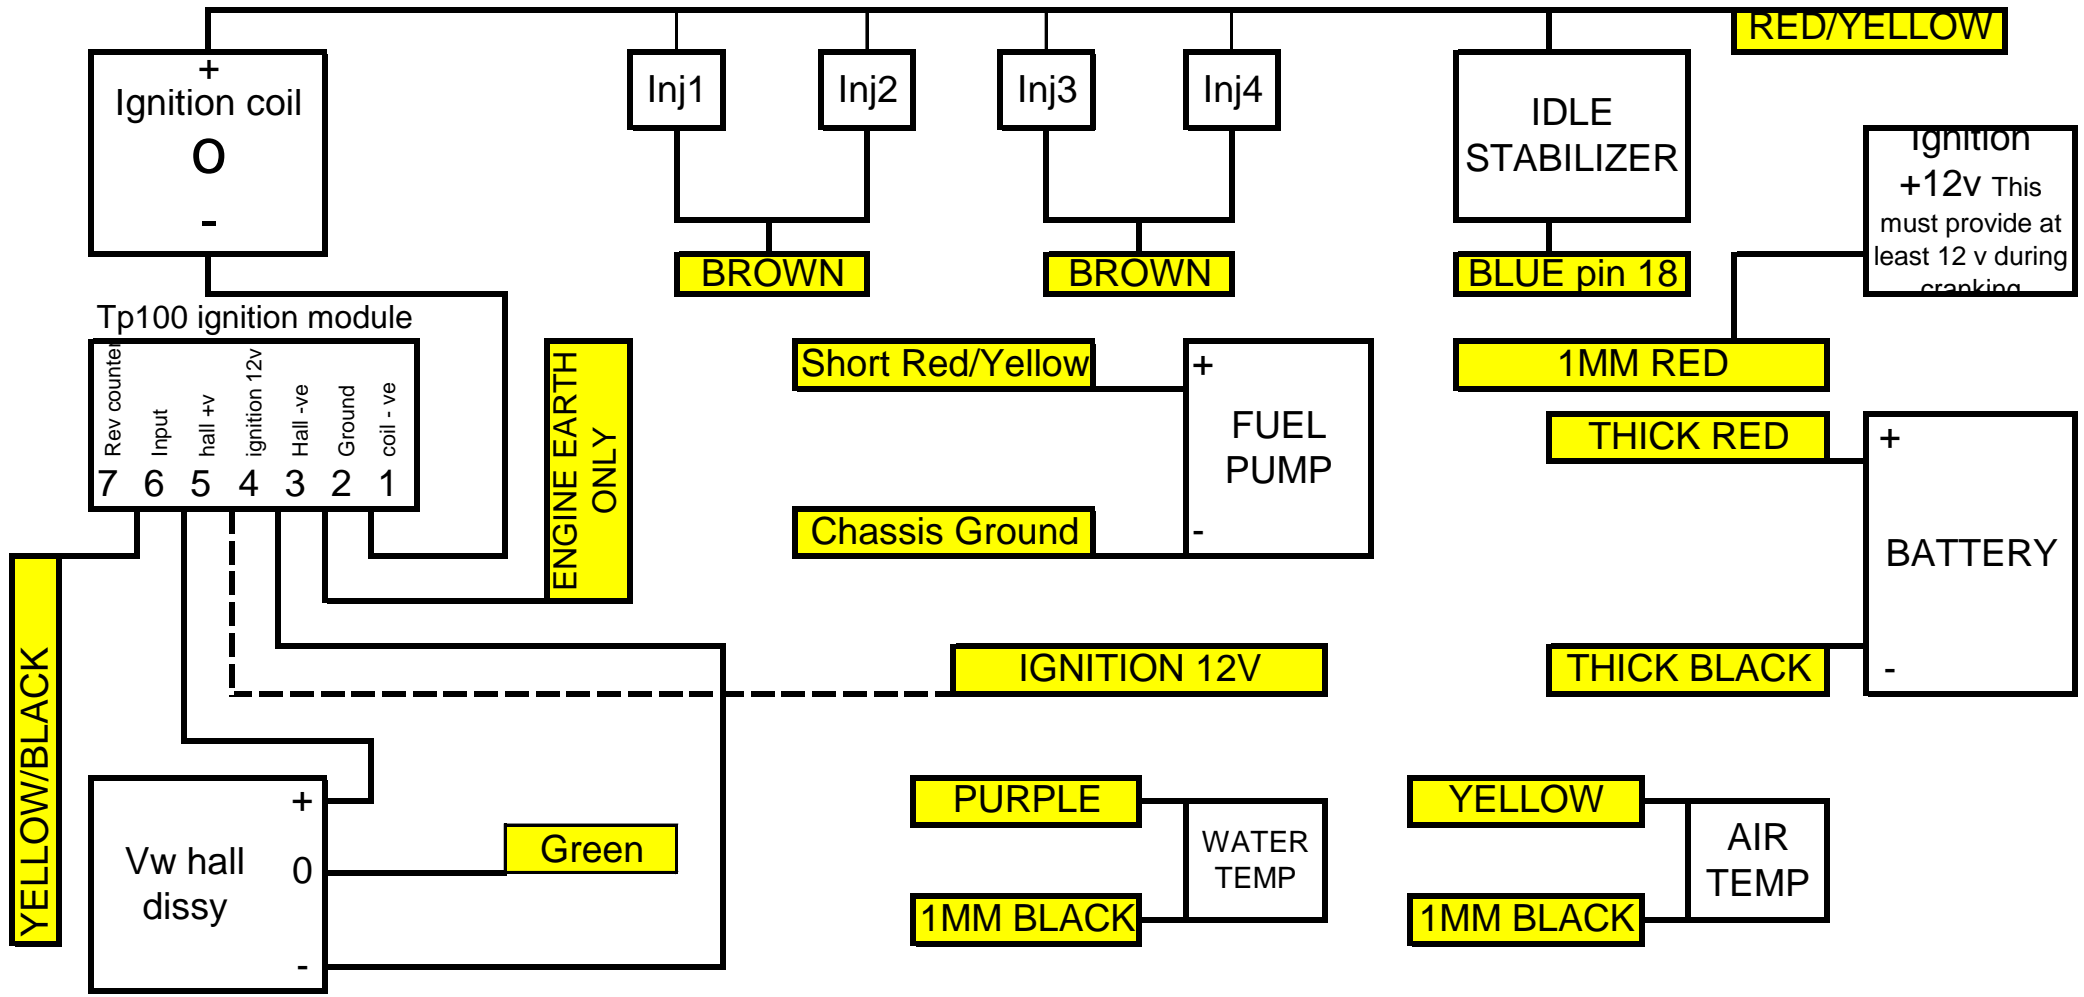 RED/YELLOW
+
Ignition coil
O
-
Inj1
Inj2
Inj3
Inj4
IDLE
STABILIZER
Ignition
+12v This
must provide at
least 12 v during
cranking
BROWN
BROWN
BLUE pin 18
Tp100 ignition module
Rev counter
Input
hall +v
ignition 12v
Hall -ve
Ground
coil - ve
7 6 5 4 3 2 1
ENGINE EARTH
ONLY
Short Red/Yellow
+
FUEL
PUMP
Chassis Ground
-
1MM RED
THICK RED
+
BATTERY
THICK BLACK
-
YELLOW/BLACK
IGNITION 12V
+
Vw hall
dissy
0
-
Green
PURPLE
WATER
TEMP
1MM BLACK
YELLOW
AIR
TEMP
1MM BLACK